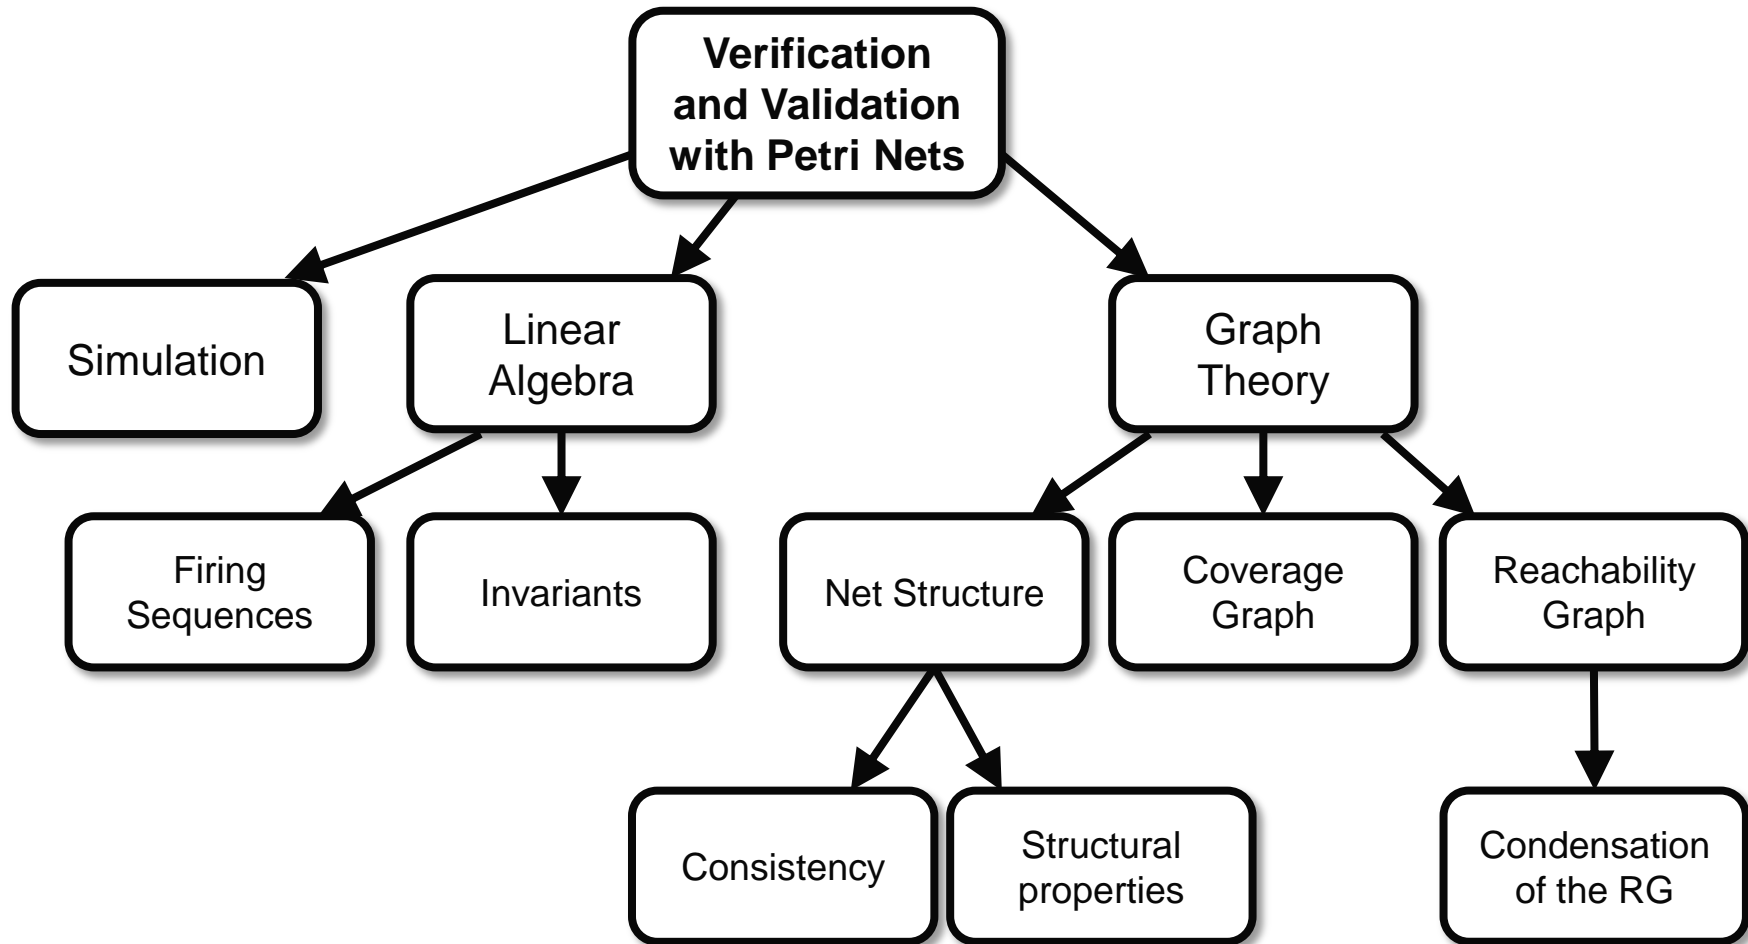 Verification
and Validation
with Petri Nets
Simulation
Linear
Algebra
Graph
Theory
Firing
Sequences
Invariants
Net Structure
Coverage
Graph
Reachability
Graph
Consistency
Structural
properties
Condensation
of the RG